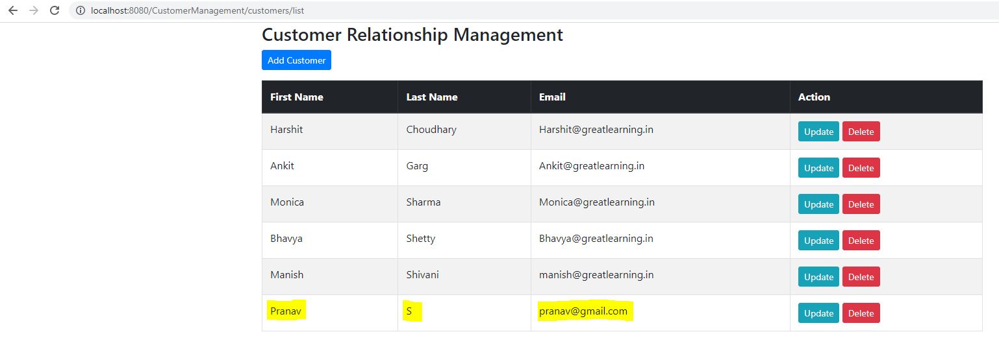 localhost:8080/CustomerManagement/customers/list
Customer Relationship Management
Add Customer
First Name Last Name Email Action
Harshit Choudhary Harshit@greatlearning.in Update Delete
Ankit Garg Ankit@greatlearning.in Update Delete
Monica Sharma Monica@greatlearning.in Update Delete
Bhavya Shetty Bhavya@greatlearning.in Update Delete
Manish Shivani manish@greatlearning.in Update Delete
Pranav S pranav@gmail.com Update Delete